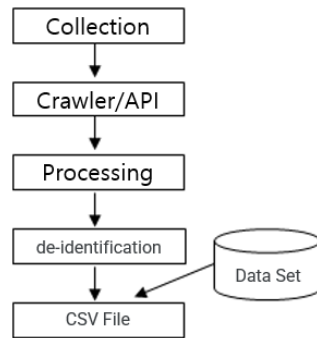 Collection
Crawler/API
Processing
de-identification
Data Set
CSV File